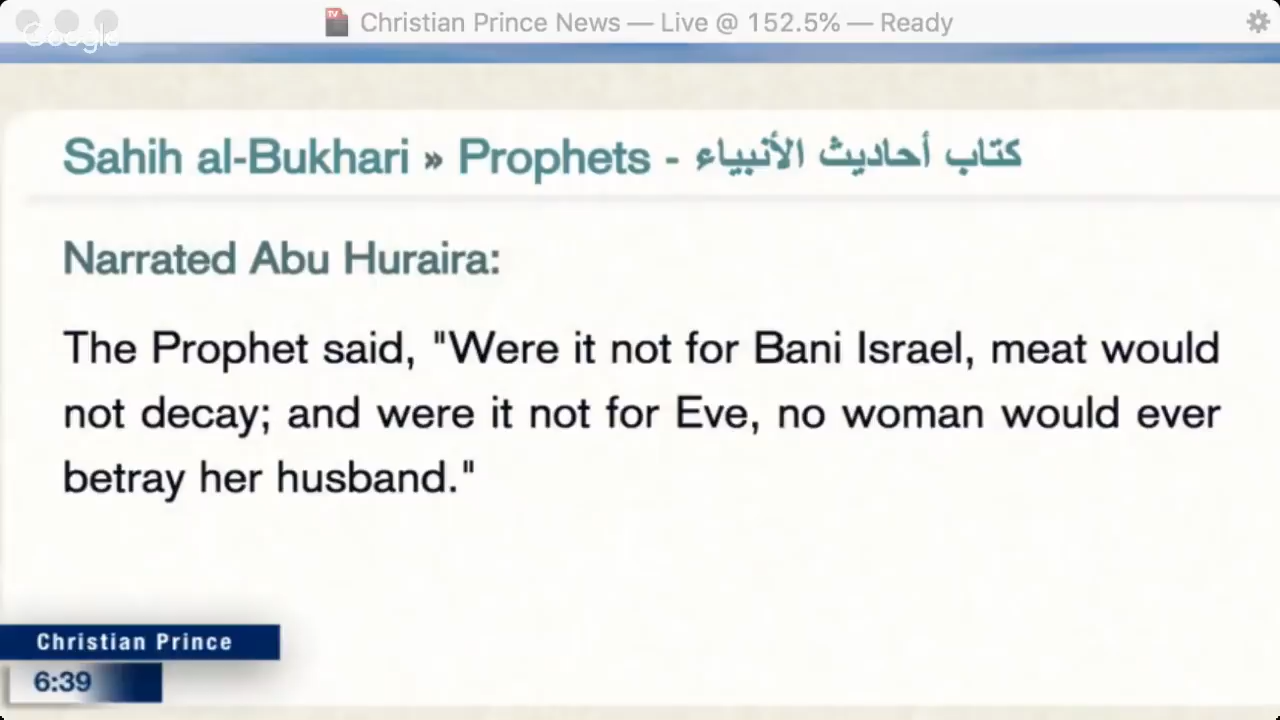 Christian Prince News — Live @ 152.5% — Ready
Google
Sahih al-Bukhari » Prophets - كتاب أحاديث الأنبياء
Narrated Abu Huraira:
The Prophet said, "Were it not for Bani Israel, meat would
not decay; and were it not for Eve, no woman would ever
betray her husband."
Christian Prince
6:39